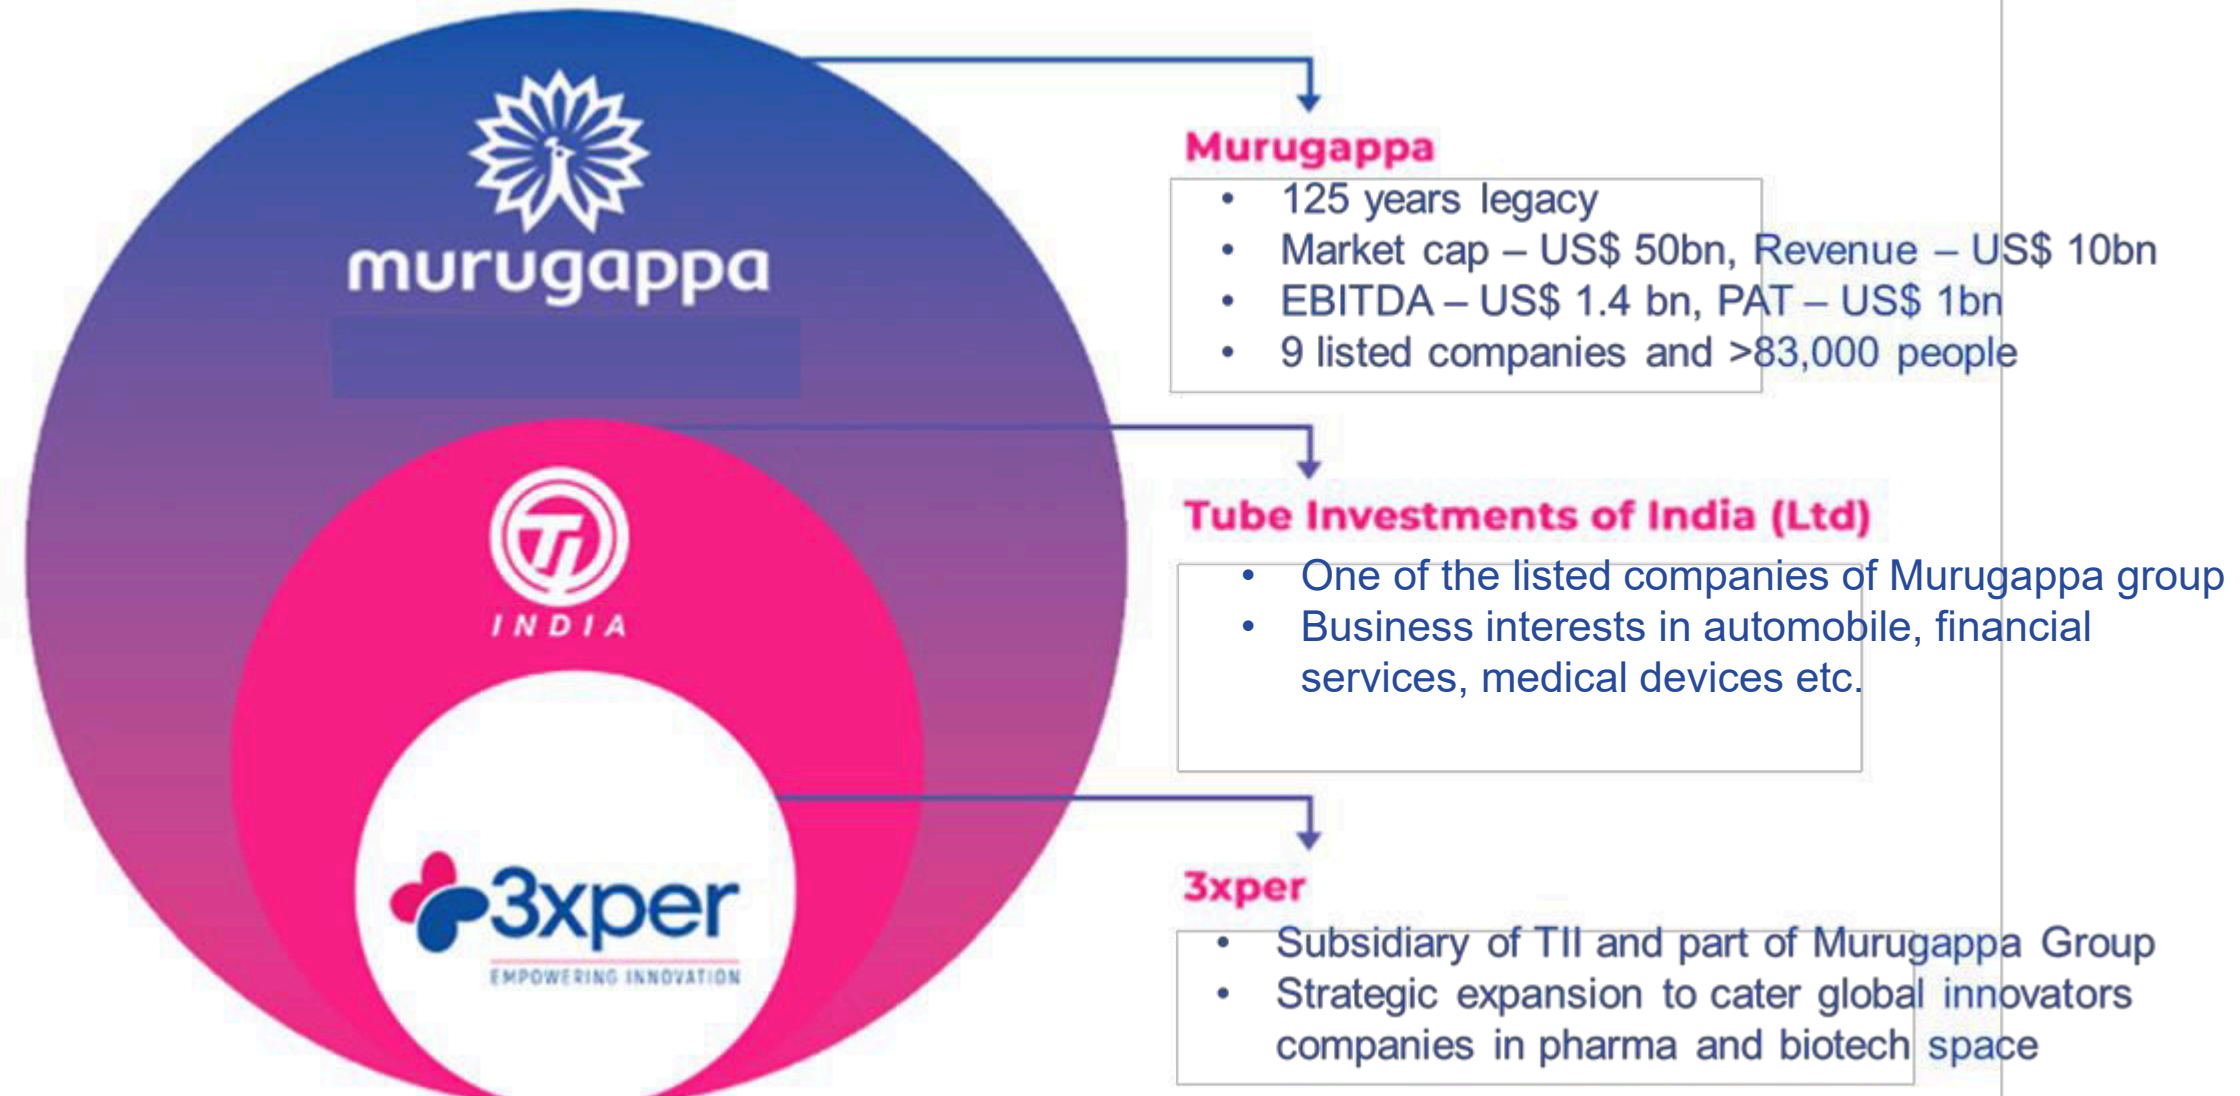 murugappa
Murugappa
• 125 years legacy
• Market cap – US$ 50bn, Revenue – US$ 10bn
• EBITDA – US$ 1.4 bn, PAT – US$ 1bn
• 9 listed companies and >83,000 people
TI
INDIA
Tube Investments of India (Ltd)
• One of the listed companies of Murugappa group
• Business interests in automobile, financial
services, medical devices etc.
3xper
EMPOWERING INNOVATION
3xper
• Subsidiary of TII and part of Murugappa Group
• Strategic expansion to cater global innovators
companies in pharma and biotech space